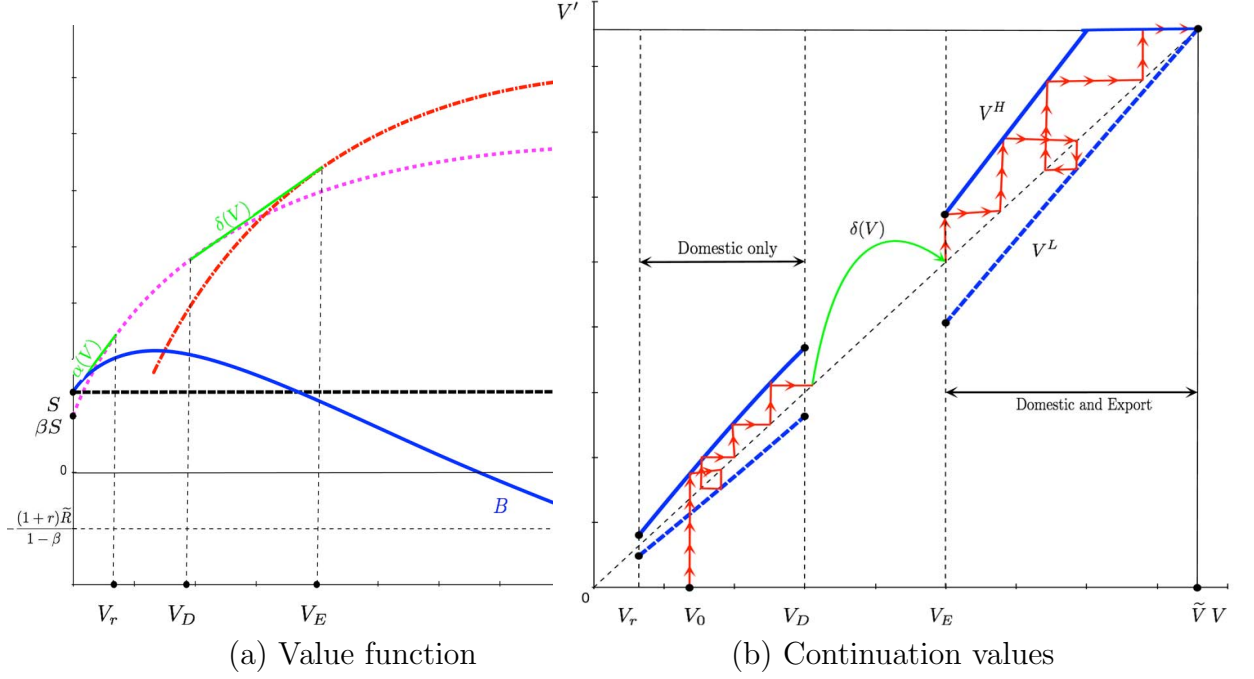 δ(V)
α(V)
S
βS
0
(1+r)R̃
1−β
B
V_r
V_D
V_E
(a) Value function
V′
V^H
δ(V)
Domestic only
V^L
Domestic and Export
0
V_r
V_0
V_D
V_E
Ṽ V
(b) Continuation values